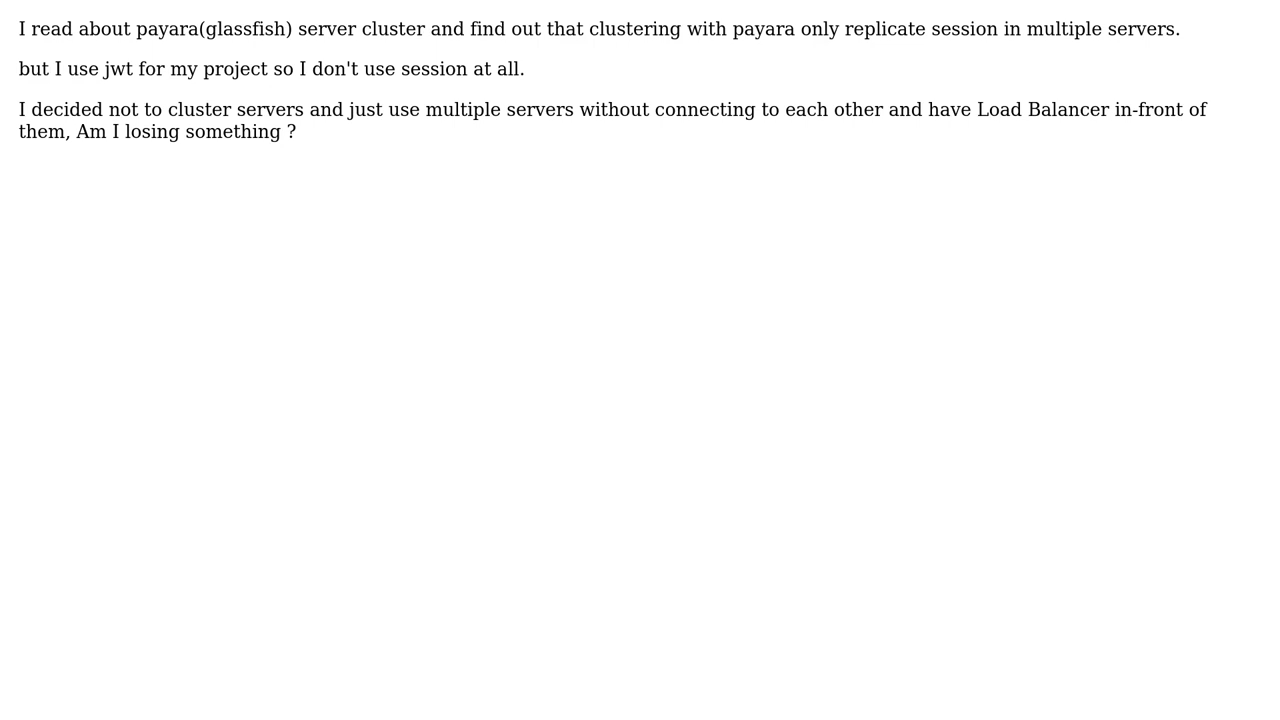 I read about payara(glassfish) server cluster and find out that clustering with payara only replicate session in multiple servers.
but I use jwt for my project so I don't use session at all.
I decided not to cluster servers and just use multiple servers without connecting to each other and have Load Balancer in-front of
them, Am I losing something ?